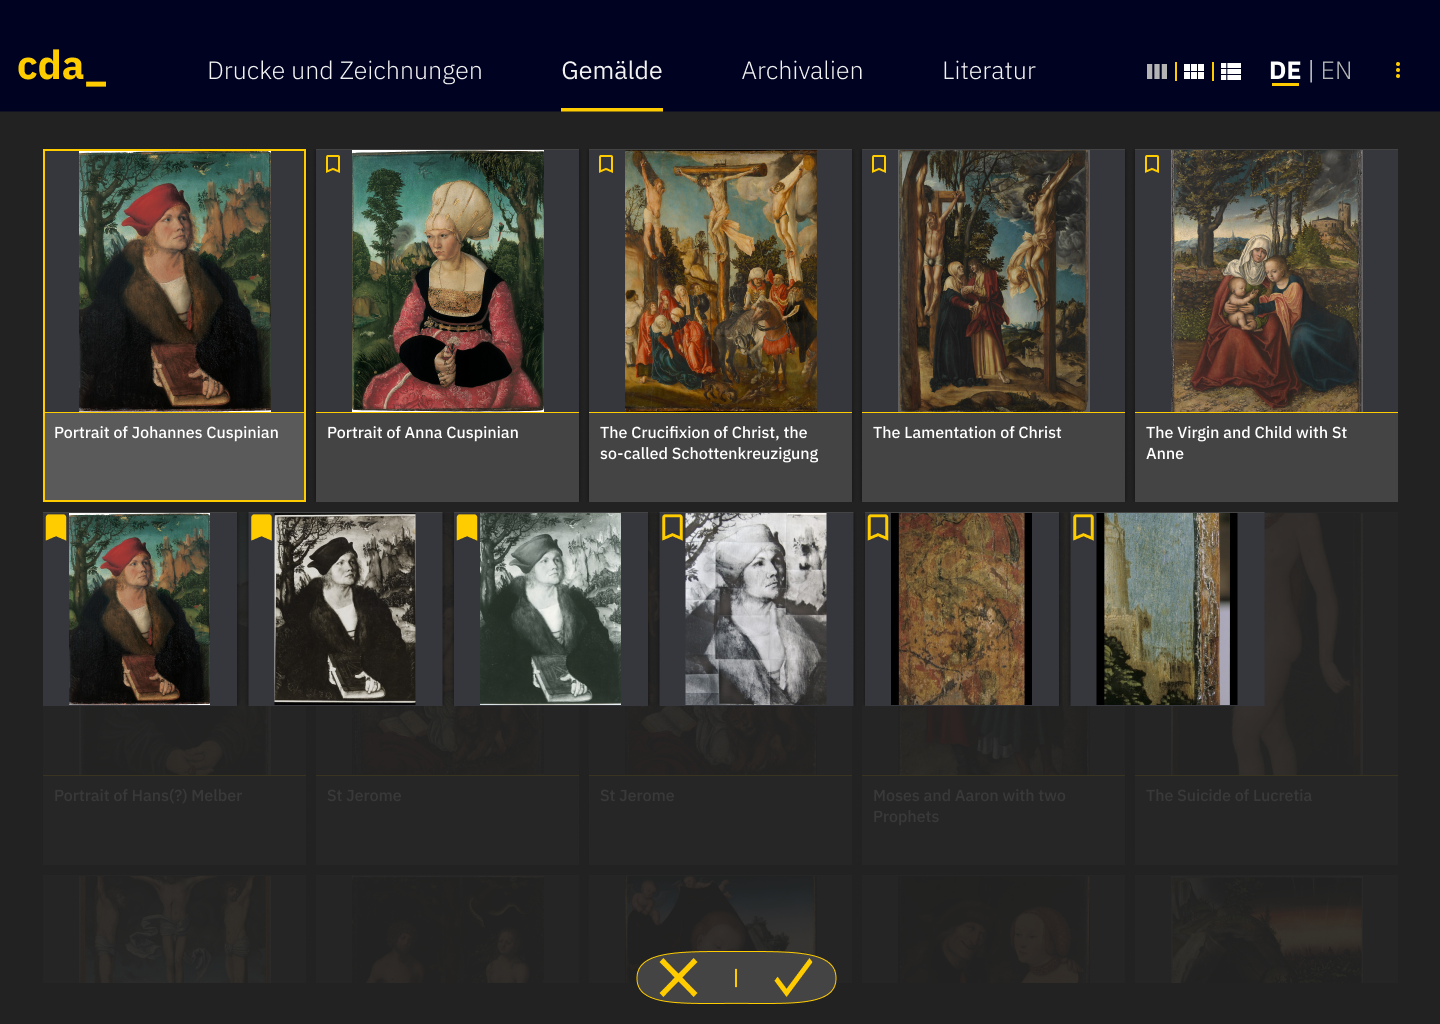 cda_
Drucke und Zeichnungen
Gemälde
Archivalien
Literatur
DE | EN
Portrait of Johannes Cuspinian
Portrait of Anna Cuspinian
The Crucifixion of Christ, the
so-called Schottenkreuzigung
The Lamentation of Christ
The Virgin and Child with St
Anne
Portrait of Hans(?) Melber
St Jerome
St Jerome
Moses and Aaron with two
Prophets
The Suicide of Lucretia